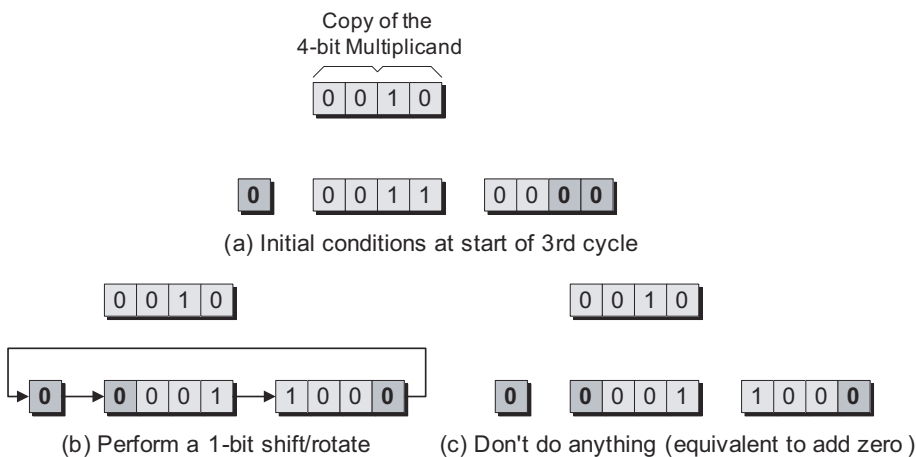 Copy of the
4-bit Multiplicand
0 0 1 0
0 0 0 1 1 0 0 0 0
(a) Initial conditions at start of 3rd cycle
0 0 1 0 0 0 1 0
0 0 0 0 1 1 0 0 0 0 0 0 0 1 1 0 0 0
(b) Perform a 1-bit shift/rotate (c) Don't do anything (equivalent to add zero )